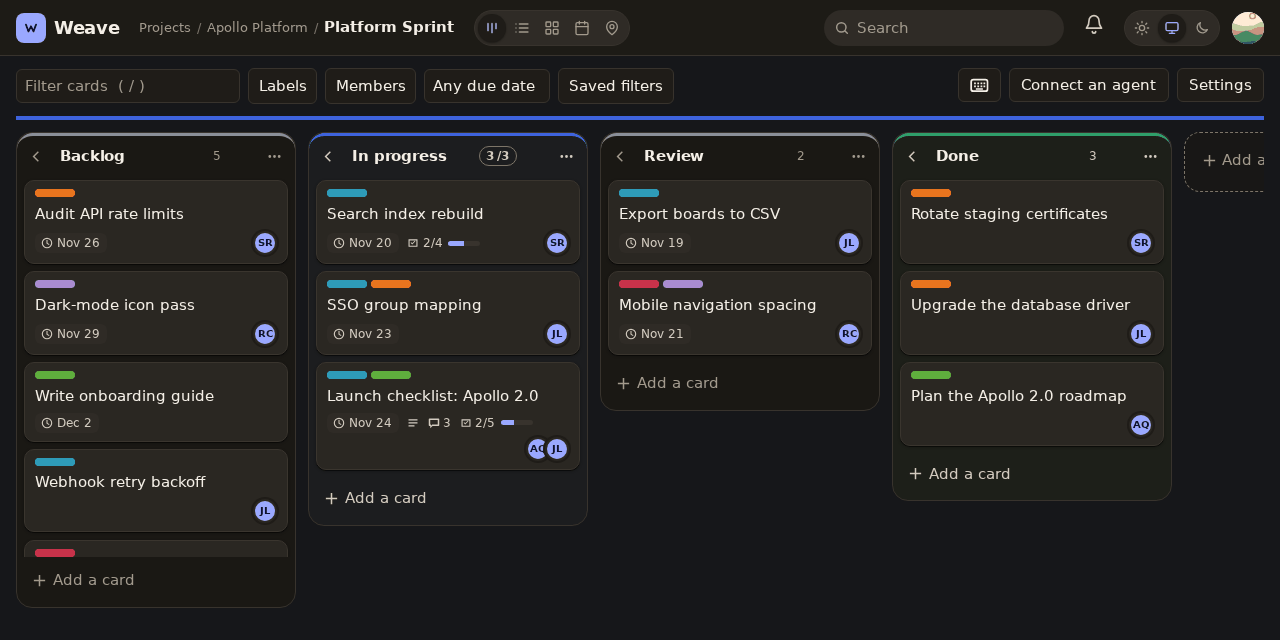 Weave
Projects / Apollo Platform / Platform Sprint
Search
Filter cards ( / )
Labels
Members
Any due date
Saved filters
Connect an agent
Settings
Backlog 5
Audit API rate limits
Nov 26
SR
Dark-mode icon pass
Nov 29
RC
Write onboarding guide
Dec 2
Webhook retry backoff
JL
+ Add a card
In progress 3 /3
Search index rebuild
Nov 20 2/4
SR
SSO group mapping
Nov 23
JL
Launch checklist: Apollo 2.0
Nov 24 3 2/5
AQ JL
+ Add a card
Review 2
Export boards to CSV
Nov 19
JL
Mobile navigation spacing
Nov 21
RC
+ Add a card
Done 3
Rotate staging certificates
SR
Upgrade the database driver
JL
Plan the Apollo 2.0 roadmap
AQ
+ Add a card
+ Add a